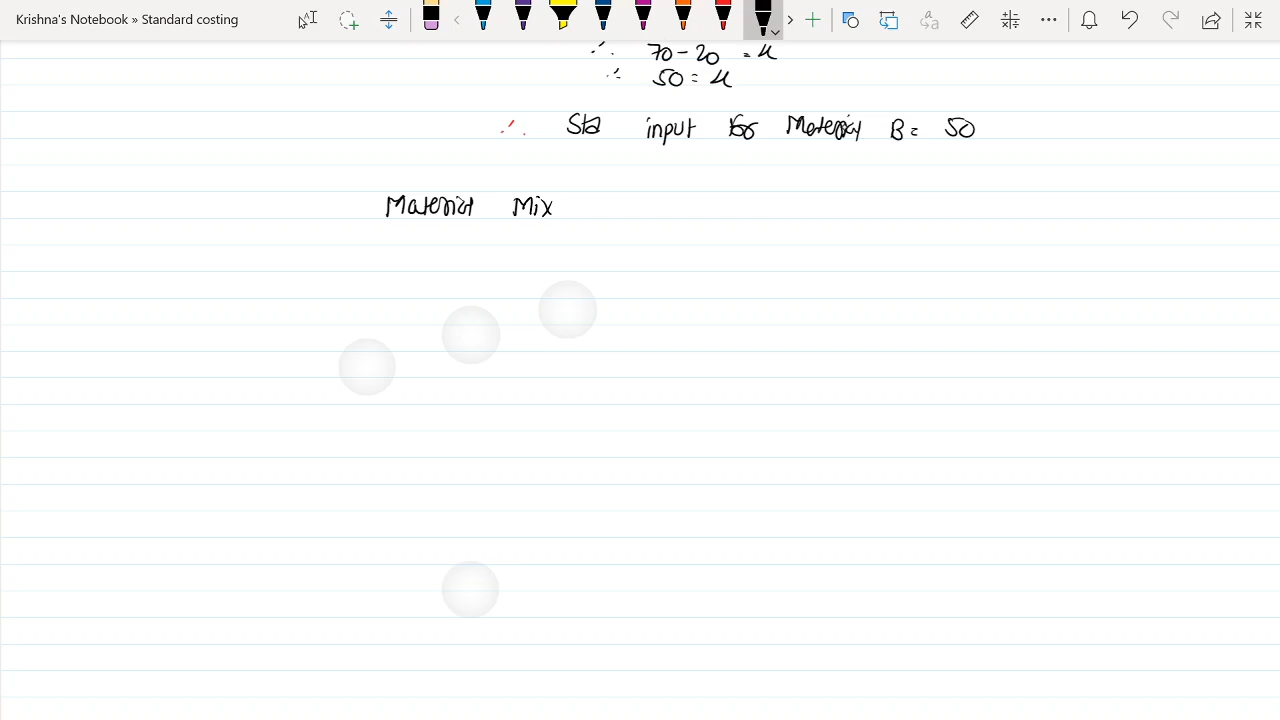 Krishna's Notebook » Standard costing
∴ 70 - 20 = x
∴ 50 = x
∴ Std input for Material B = 50
Material Mix